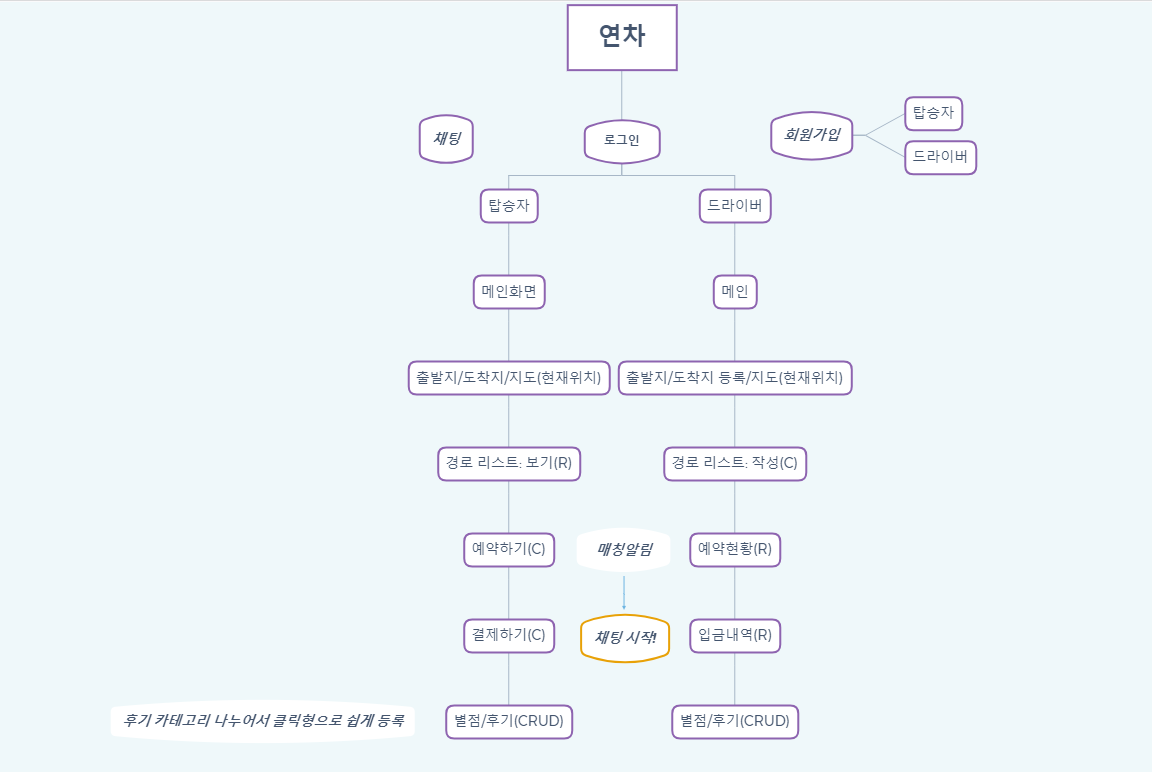 연차
채팅
로그인
회원가입
탑승자
드라이버
탑승자
드라이버
메인화면
메인
출발지/도착지/지도(현재위치)
출발지/도착지 등록/지도(현재위치)
경로 리스트: 보기(R)
경로 리스트: 작성(C)
예약하기(C)
매칭알림
예약현황(R)
결제하기(C)
채팅 시작!
입금내역(R)
후기 카테고리 나누어서 클릭형으로 쉽게 등록
별점/후기(CRUD)
별점/후기(CRUD)